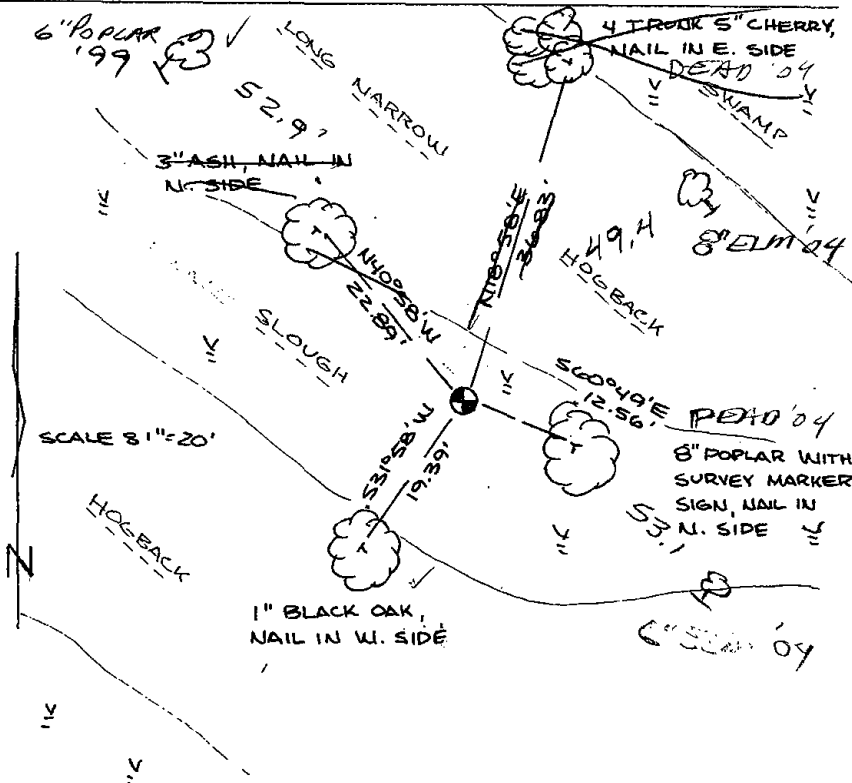 6" POPLAR
'99
LONG
NARROW
52.9'
4 TRUNK 5" CHERRY,
NAIL IN E. SIDE
DEAD '04
SWAMP
3" ASH, NAIL IN
N. SIDE
N18°58'E
36.83'
49.4
8" ELM '04
HOGBACK
N40°58'W
22.89'
SLOUGH
S60°49'E
12.56'
DEAD '04
8" POPLAR WITH
SURVEY MARKER
SIGN, NAIL IN
N. SIDE
SCALE 8 1"=20'
S31°58'W
19.39'
53.1
HOGBACK
N
1" BLACK OAK,
NAIL IN W. SIDE
6" '04